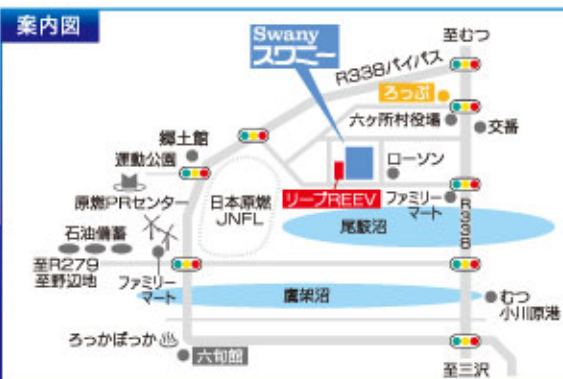 案内図
至むつ
Swany
スワニー
R338バイパス
ろっぷ
六ヶ所村役場
交番
郷土館
運動公園
ローソン
原燃PRセンター
日本原燃
JNFL
リーブREEV
ファミリー
マート
R338
石油備蓄
尾駮沼
至R279
至野辺地
ファミリー
マート
鷹架沼
むつ
小川原港
ろっかぽっか
六旬館
至三沢